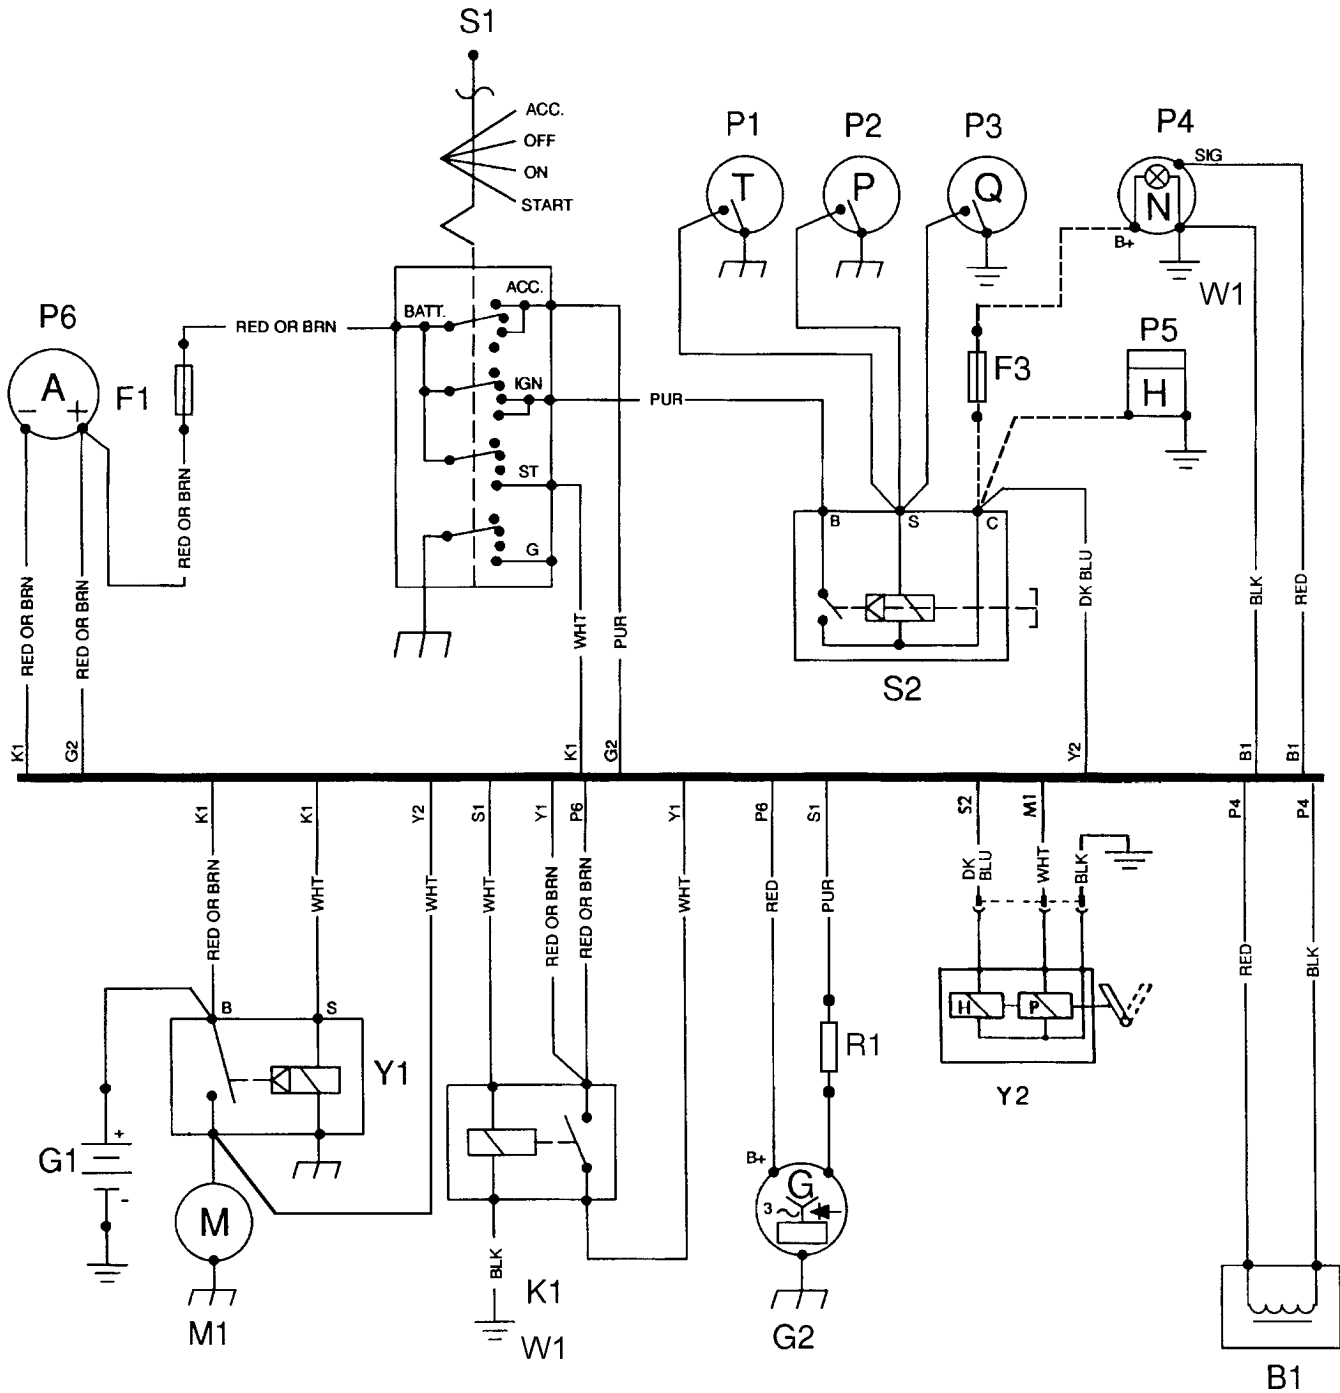 S1
ACC.
OFF
ON
START
P1
P2
P3
P4
T
P
Q
SIG
N
B+
W1
P6
A
− +
F1
RED OR BRN
BATT.
ACC.
IGN
ST
G
PUR
F3
P5
H
RED OR BRN
B
S
C
S2
RED OR BRN
RED OR BRN
WHT
PUR
DK BLU
BLK
RED
K1
G2
K1
G2
Y2
B1
B1
K1
K1
Y2
S1
Y1
P6
Y1
P6
S1
S2
M1
P4
P4
RED OR BRN
WHT
WHT
WHT
RED OR BRN
RED OR BRN
WHT
RED
PUR
DK BLU
WHT
BLK
RED
BLK
B
S
Y1
H
P
Y2
R1
G1
+
-
M
M1
BLK
K1
W1
B+
G
3
G2
B1